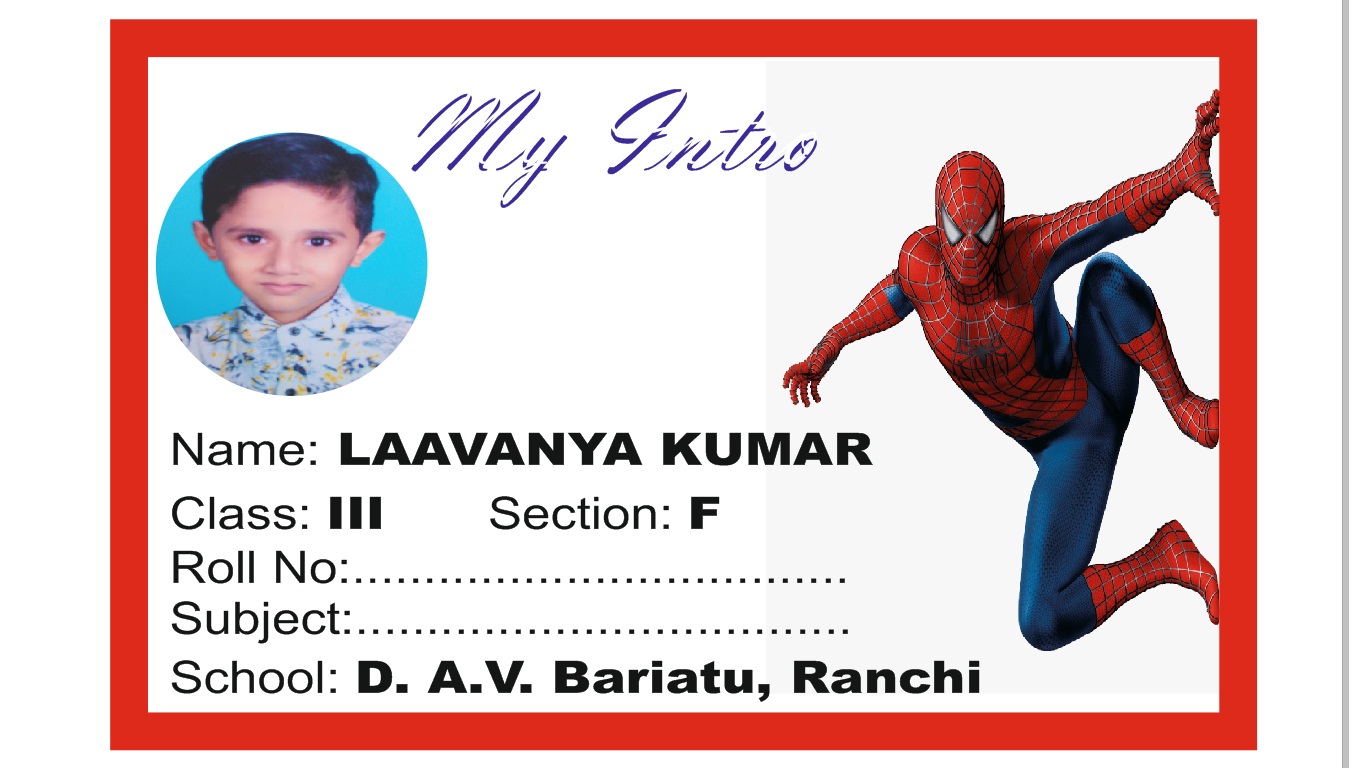 My Intro
Name: LAAVANYA KUMAR
Class: III Section: F
Roll No:...................................
Subject:...................................
School: D. A.V. Bariatu, Ranchi